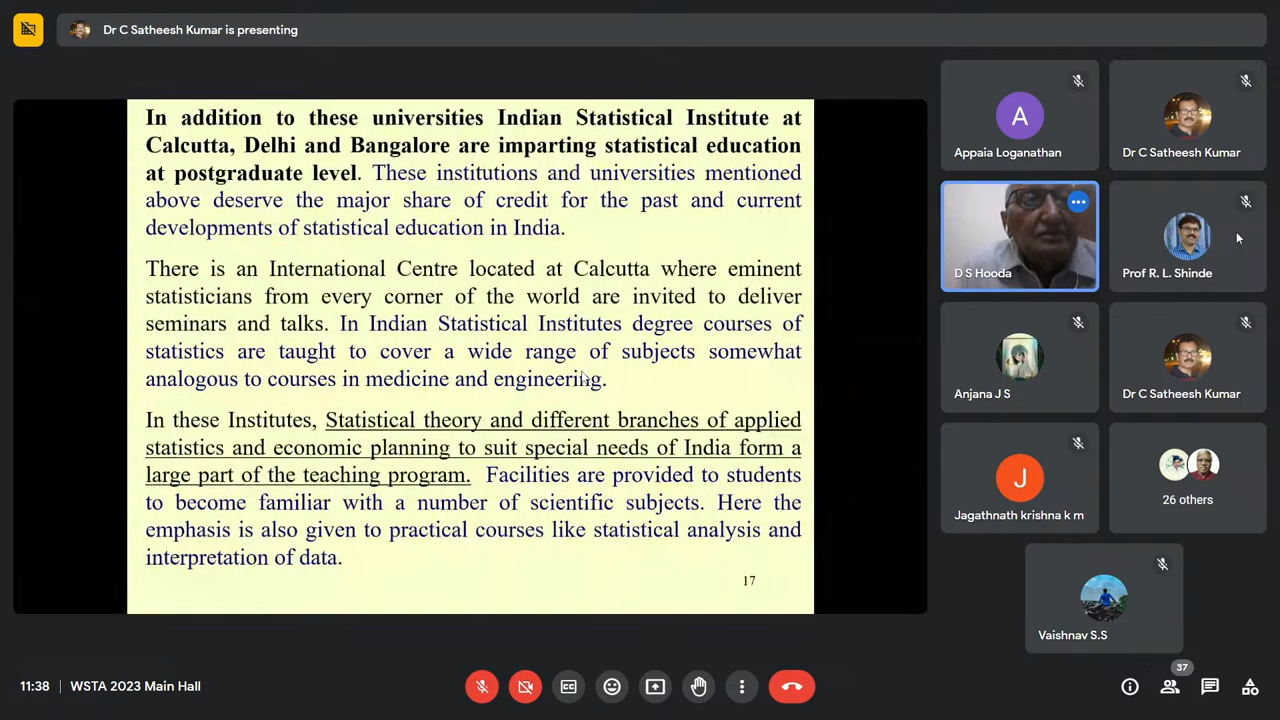 Dr C Satheesh Kumar is presenting
In addition to these universities Indian Statistical Institute at
Calcutta, Delhi and Bangalore are imparting statistical education
at postgraduate level. These institutions and universities mentioned
above deserve the major share of credit for the past and current
developments of statistical education in India.
There is an International Centre located at Calcutta where eminent
statisticians from every corner of the world are invited to deliver
seminars and talks. In Indian Statistical Institutes degree courses of
statistics are taught to cover a wide range of subjects somewhat
analogous to courses in medicine and engineering.
In these Institutes, Statistical theory and different branches of applied
statistics and economic planning to suit special needs of India form a
large part of the teaching program. Facilities are provided to students
to become familiar with a number of scientific subjects. Here the
emphasis is also given to practical courses like statistical analysis and
interpretation of data.
17
A
Appaia Loganathan
Dr C Satheesh Kumar
D S Hooda
Prof R. L. Shinde
Anjana J S
Dr C Satheesh Kumar
J
Jagathnath krishna k m
26 others
Vaishnav S.S
11:38 | WSTA 2023 Main Hall
37